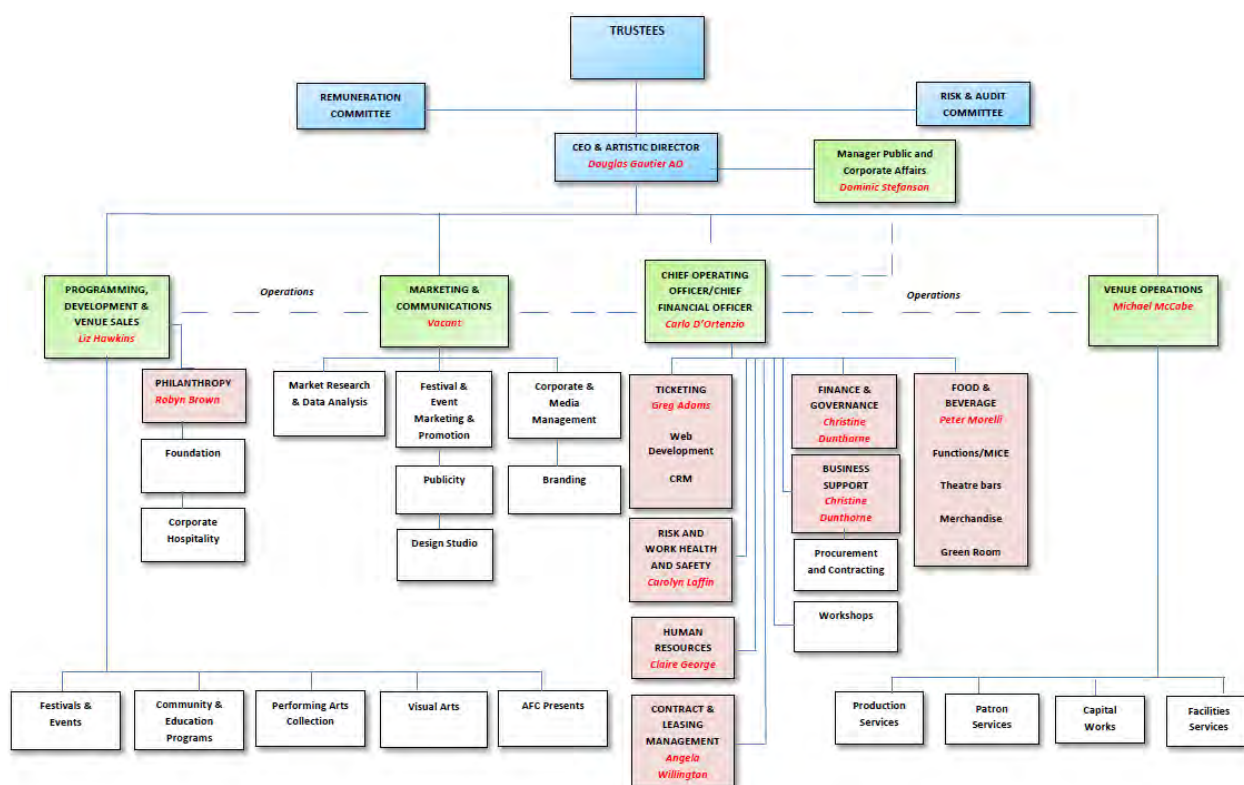 TRUSTEES
REMUNERATION
COMMITTEE
RISK & AUDIT
COMMITTEE
CEO & ARTISTIC DIRECTOR
Douglas Gautier AO
Manager Public and
Corporate Affairs
Dominic Stefanson
PROGRAMMING,
DEVELOPMENT &
VENUE SALES
Liz Hawkins
Operations
MARKETING &
COMMUNICATIONS
Vacant
CHIEF OPERATING
OFFICER/CHIEF
FINANCIAL OFFICER
Carlo D'Ortenzio
Operations
VENUE OPERATIONS
Michael McCabe
PHILANTHROPY
Robyn Brown
Foundation
Corporate
Hospitality
Market Research
& Data Analysis
Festival &
Event
Marketing &
Promotion
Publicity
Design Studio
Corporate &
Media
Management
Branding
TICKETING
Greg Adams
Web
Development
CRM
RISK AND
WORK HEALTH
AND SAFETY
Carolyn Laffin
HUMAN
RESOURCES
Claire George
CONTRACT &
LEASING
MANAGEMENT
Angela
Willington
FINANCE &
GOVERNANCE
Christine
Dunthorne
BUSINESS
SUPPORT
Christine
Dunthorne
Procurement
and Contracting
Workshops
FOOD &
BEVERAGE
Peter Morelli
Functions/MICE
Theatre bars
Merchandise
Green Room
Festivals &
Events
Community &
Education
Programs
Performing Arts
Collection
Visual Arts
AFC Presents
Production
Services
Patron
Services
Capital
Works
Facilities
Services